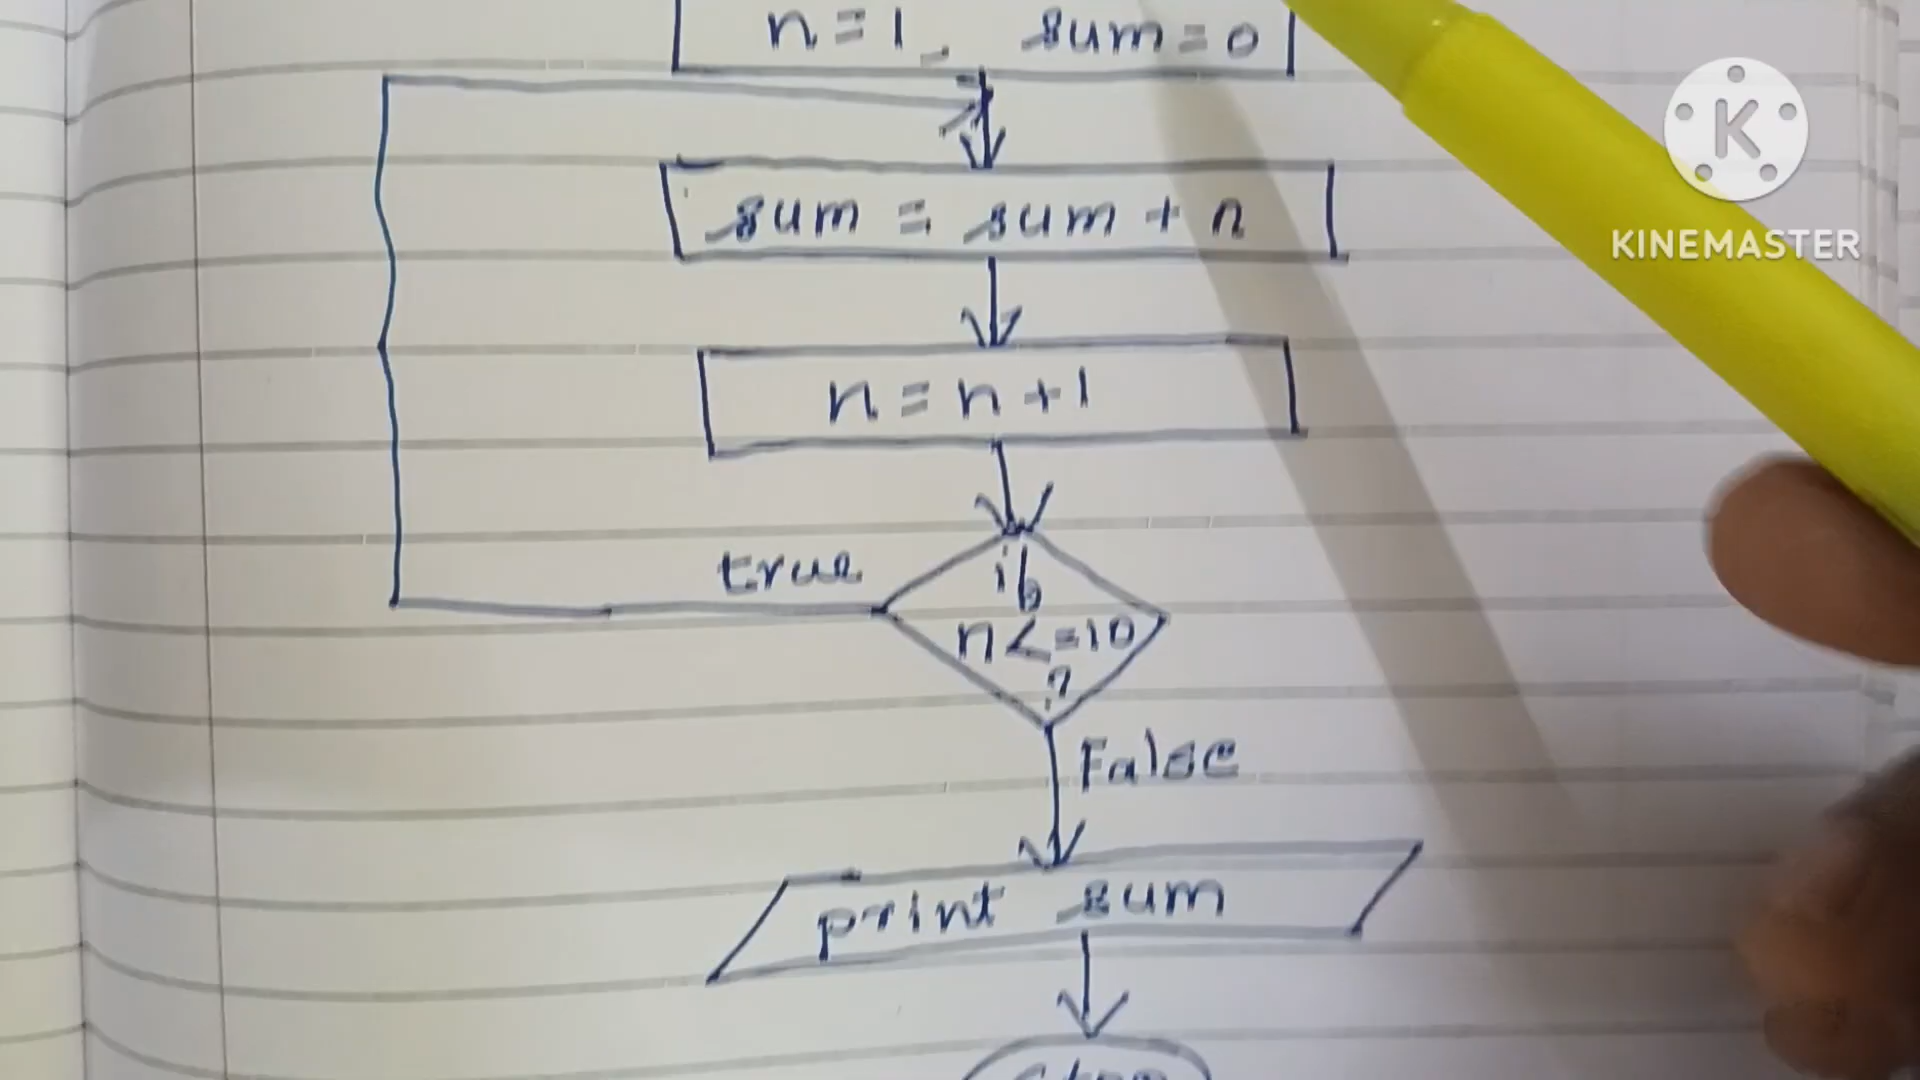 n=1, sum=0
sum = sum + n
n=n+1
true
if
n<=10
?
False
print sum
K
KINEMASTER